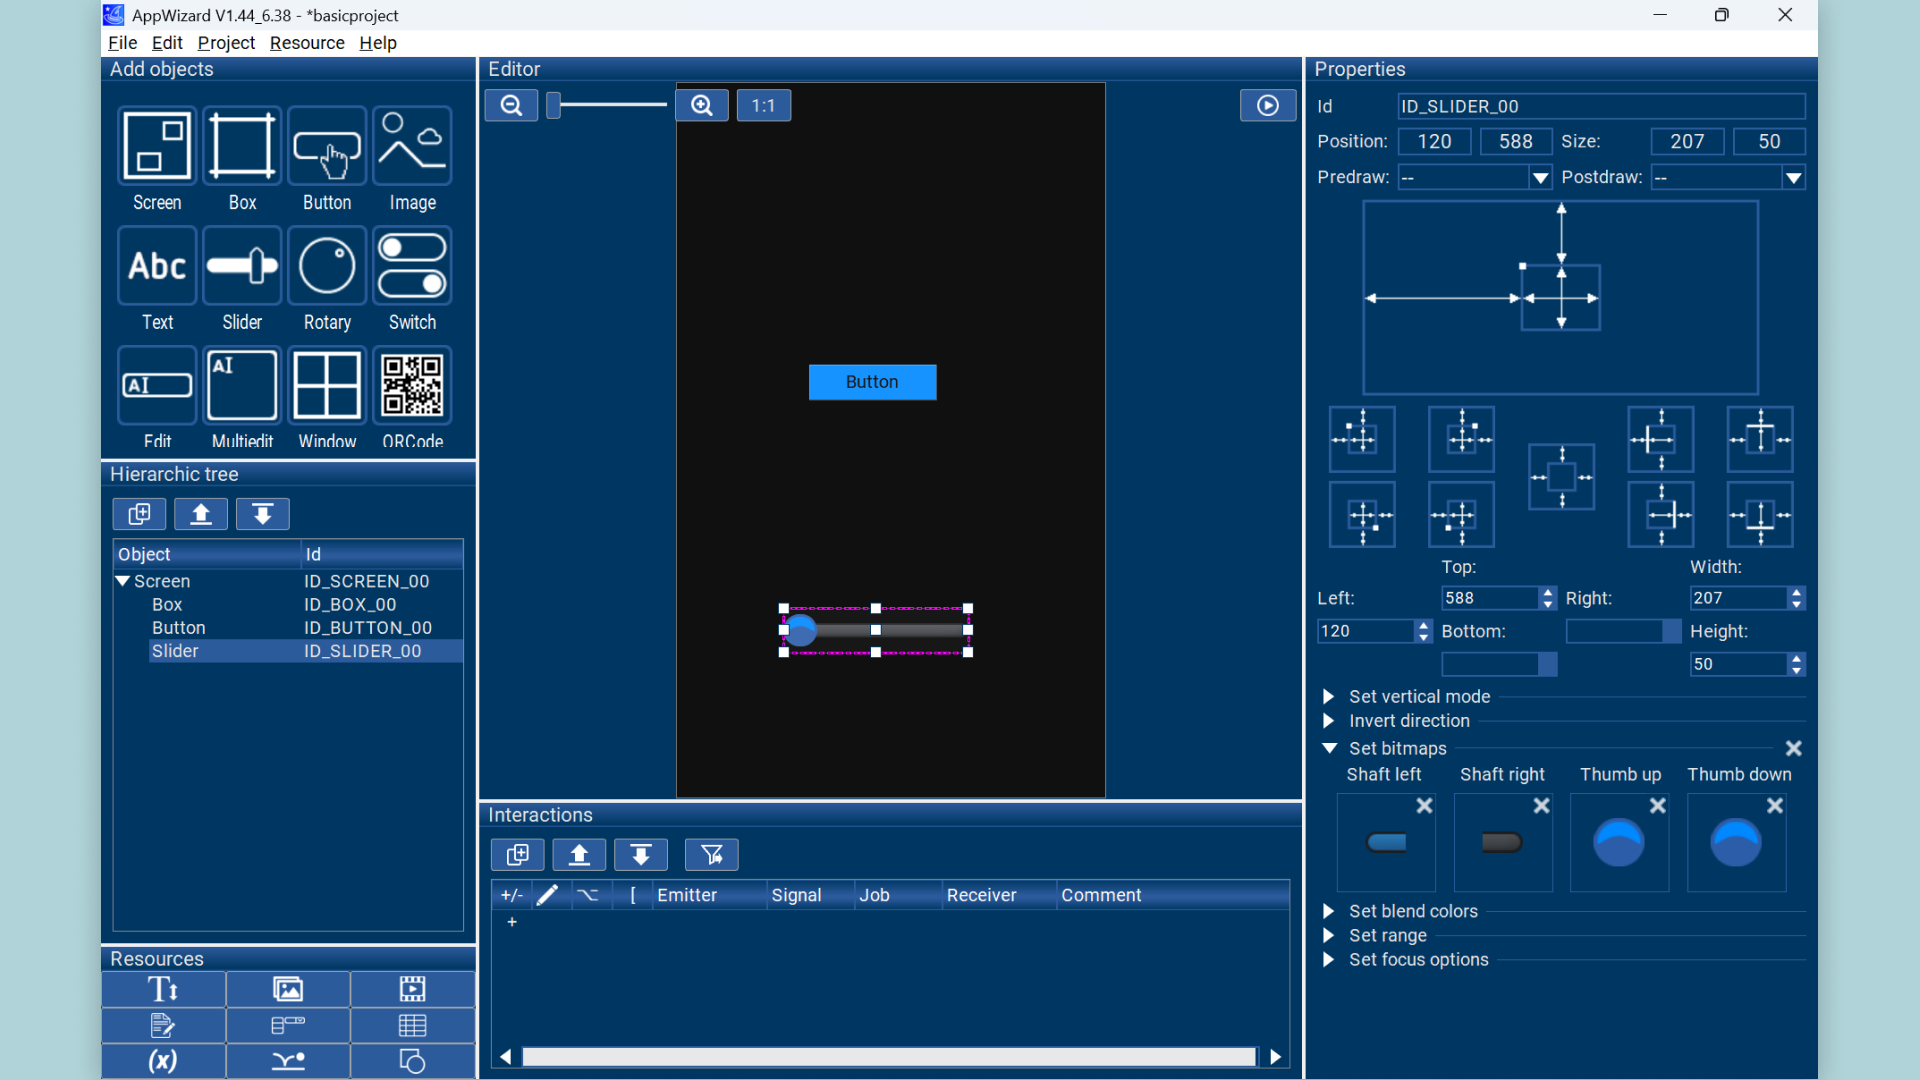 AppWizard V1.44_6.38 - *basicproject
File Edit Project Resource Help
Add objects
Screen Box Button Image
Abc
Text Slider Rotary Switch
AI
AI
Edit Multiedit Window QRCode
Hierarchic tree
Object Id
Screen ID_SCREEN_00
Box ID_BOX_00
Button ID_BUTTON_00
Slider ID_SLIDER_00
Resources
T
(x)
Editor
1:1
Button
Interactions
+/- [ Emitter Signal Job Receiver Comment
+
Properties
Id ID_SLIDER_00
Position: 120 588 Size: 207 50
Predraw: -- Postdraw: --
Top: Width:
Left: 588 Right: 207
120 Bottom: Height:
50
Set vertical mode
Invert direction
Set bitmaps
Shaft left Shaft right Thumb up Thumb down
Set blend colors
Set range
Set focus options